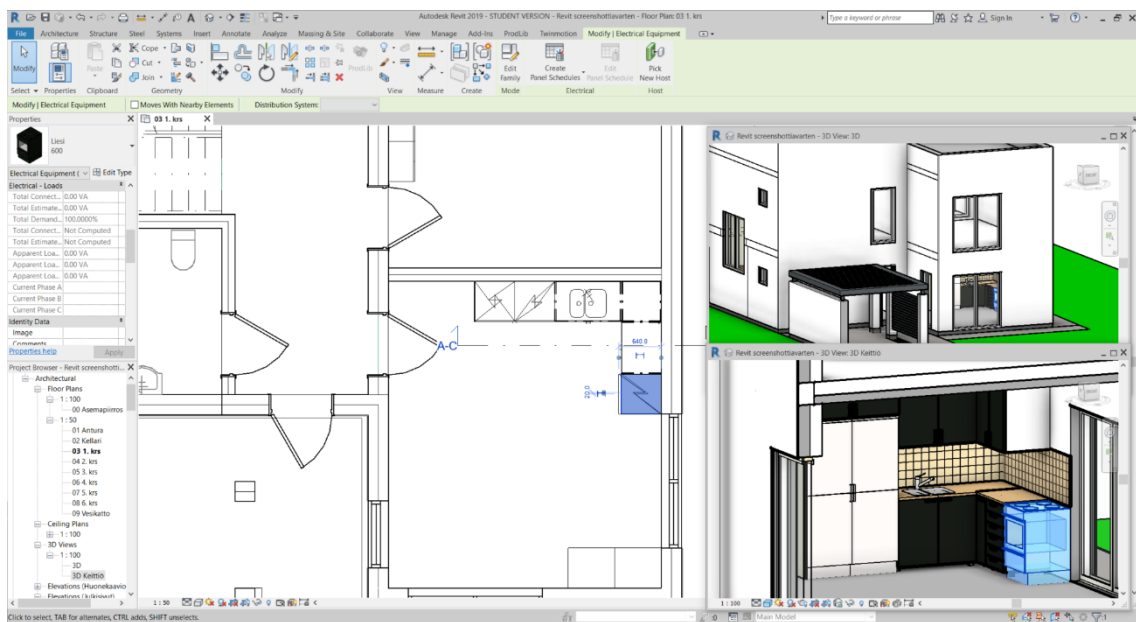 Autodesk Revit 2019 - STUDENT VERSION - Revit screenshottiavarten - Floor Plan: 03 1. krs
Type a keyword or phrase
Sign In
File Architecture Structure Steel Systems Insert Annotate Analyze Massing & Site Collaborate View Manage Add-Ins ProdLib Twinmotion Modify | Electrical Equipment
Modify
Paste
Cope
Cut
Join
ProdLib
Edit Family
Create Panel Schedules
Edit Panel Schedule
Pick New Host
Select Properties Clipboard Geometry Modify View Measure Create Mode Electrical Host
Modify | Electrical Equipment Moves With Nearby Elements Distribution System:
Properties X
Liesi
600
Electrical Equipment ( Edit Type
Electrical - Loads
Total Connect... 0.00 VA
Total Estimate... 0.00 VA
Total Demand... 100.0000%
Total Connect... Not Computed
Total Estimate... Not Computed
Apparent Loa... 0.00 VA
Apparent Loa... 0.00 VA
Apparent Loa... 0.00 VA
Current Phase A
Current Phase B
Current Phase C
Identity Data
Image
Comments
Properties help Apply
Project Browser - Revit screenshotti... X
Architectural
Floor Plans
1 : 100
00 Asemapiirros
1 : 50
01 Antura
02 Kellari
03 1. krs
04 2. krs
05 3. krs
06 4. krs
07 5. krs
08 6. krs
09 Vesikatto
Ceiling Plans
1 : 100
3D Views
1 : 100
3D
3D Keittiö
Elevations (Huonekaavio
Elevations (Julkisivut)
03 1. krs X
A-C
640.0
20.0
1 : 50
Revit screenshottiavarten - 3D View: 3D
Revit screenshottiavarten - 3D View: 3D Keittiö
1 : 100
Click to select, TAB for alternates, CTRL adds, SHIFT unselects.
:0
Main Model
:1